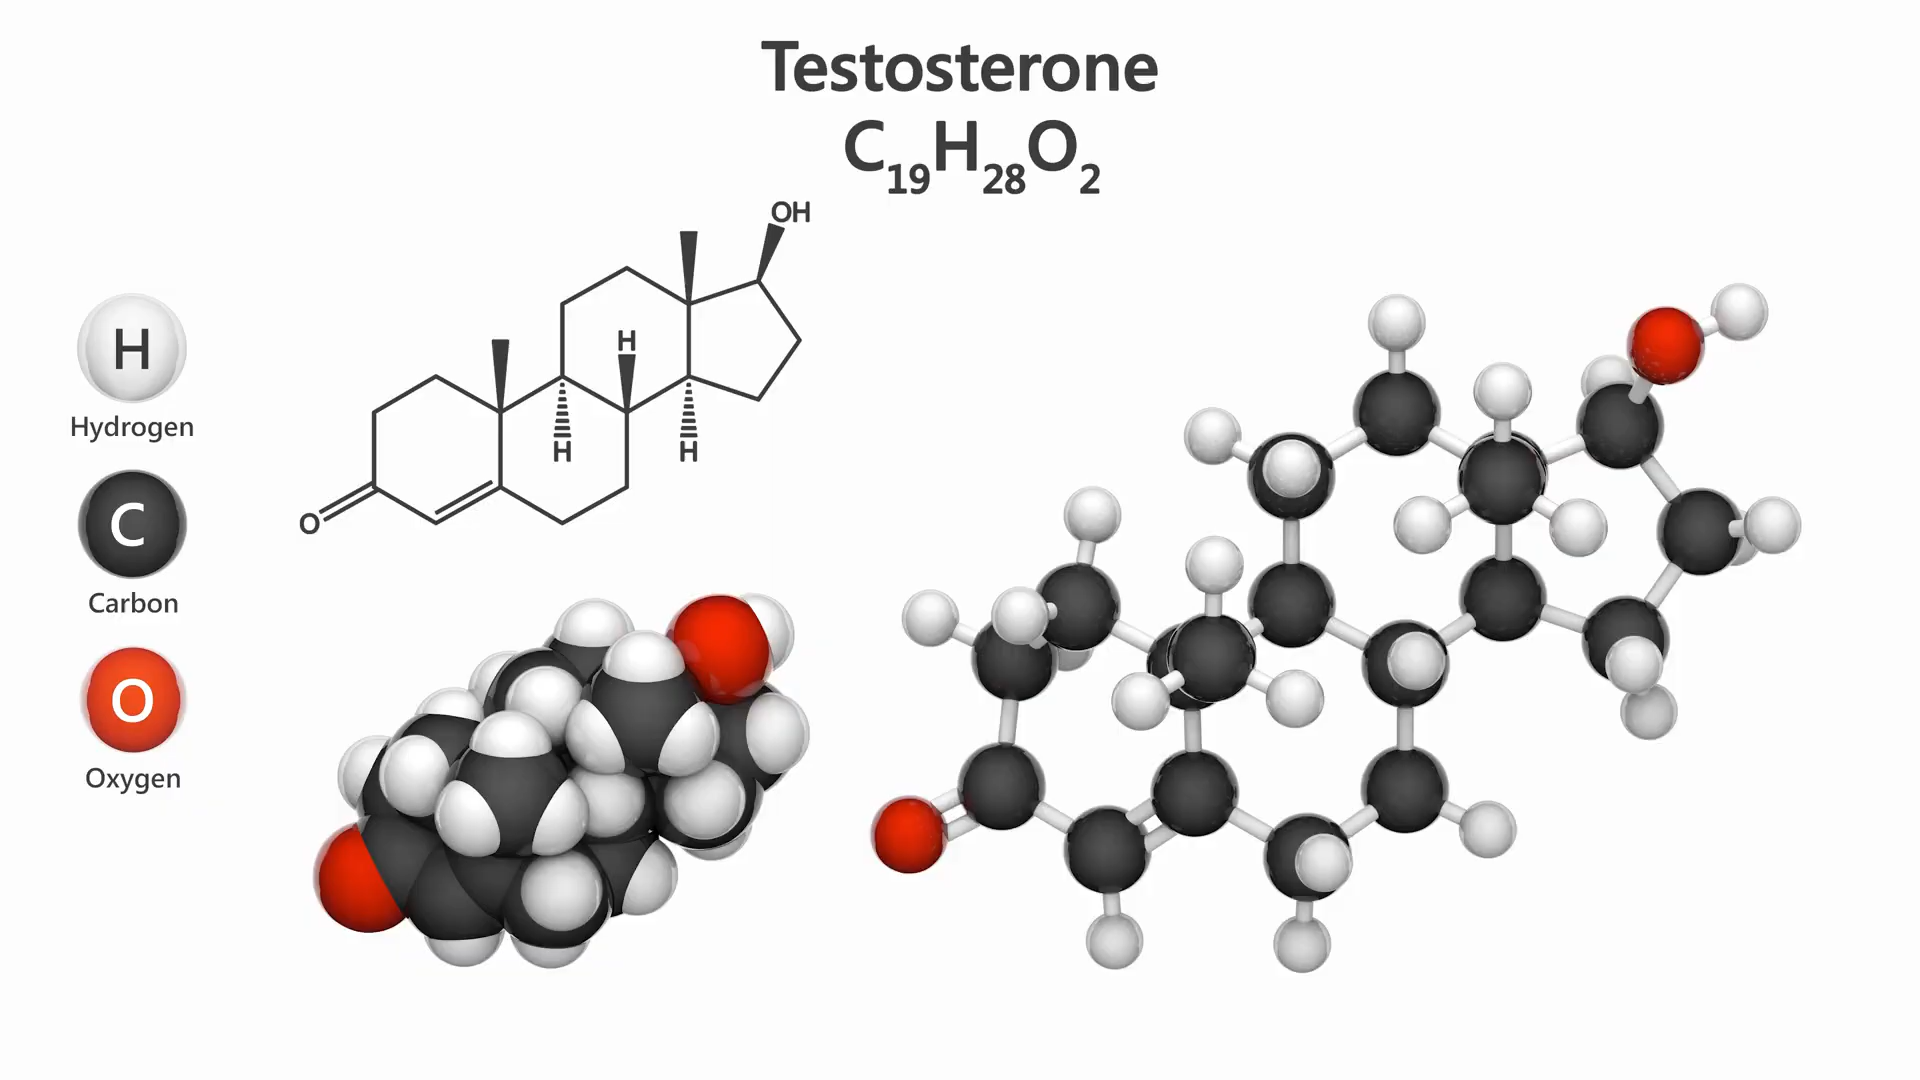 Testosterone
C₁₉H₂₈O₂
OH
H
H
H
O
H
Hydrogen
C
Carbon
O
Oxygen